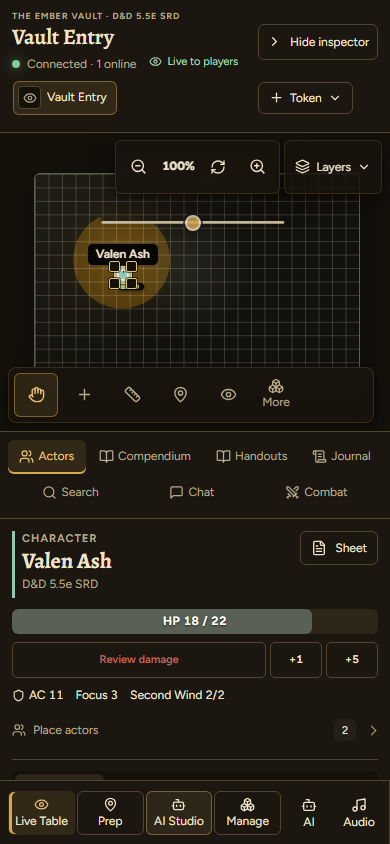 THE EMBER VAULT · D&D 5.5E SRD
Vault Entry
Hide inspector
Connected · 1 online
Live to players
Vault Entry
Token
100%
Layers
Valen Ash
More
Actors
Compendium
Handouts
Journal
Search
Chat
Combat
CHARACTER
Valen Ash
D&D 5.5e SRD
Sheet
HP 18 / 22
Review damage
+1
+5
AC 11
Focus 3
Second Wind 2/2
Place actors
2
Live Table
Prep
AI Studio
Manage
AI
Audio